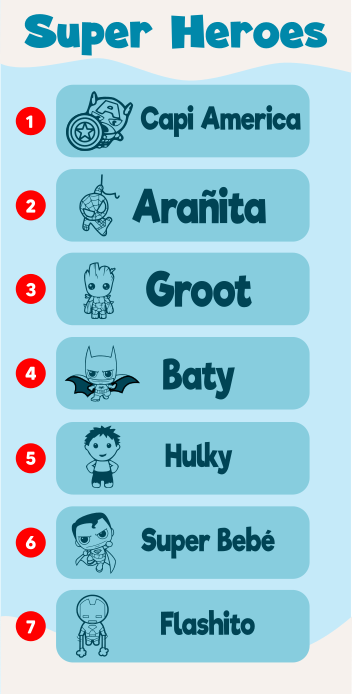 Super Heroes
1 Capi America
2 Arañita
3 Groot
4 Baty
5 Hulky
6 Super Bebé
7 Flashito